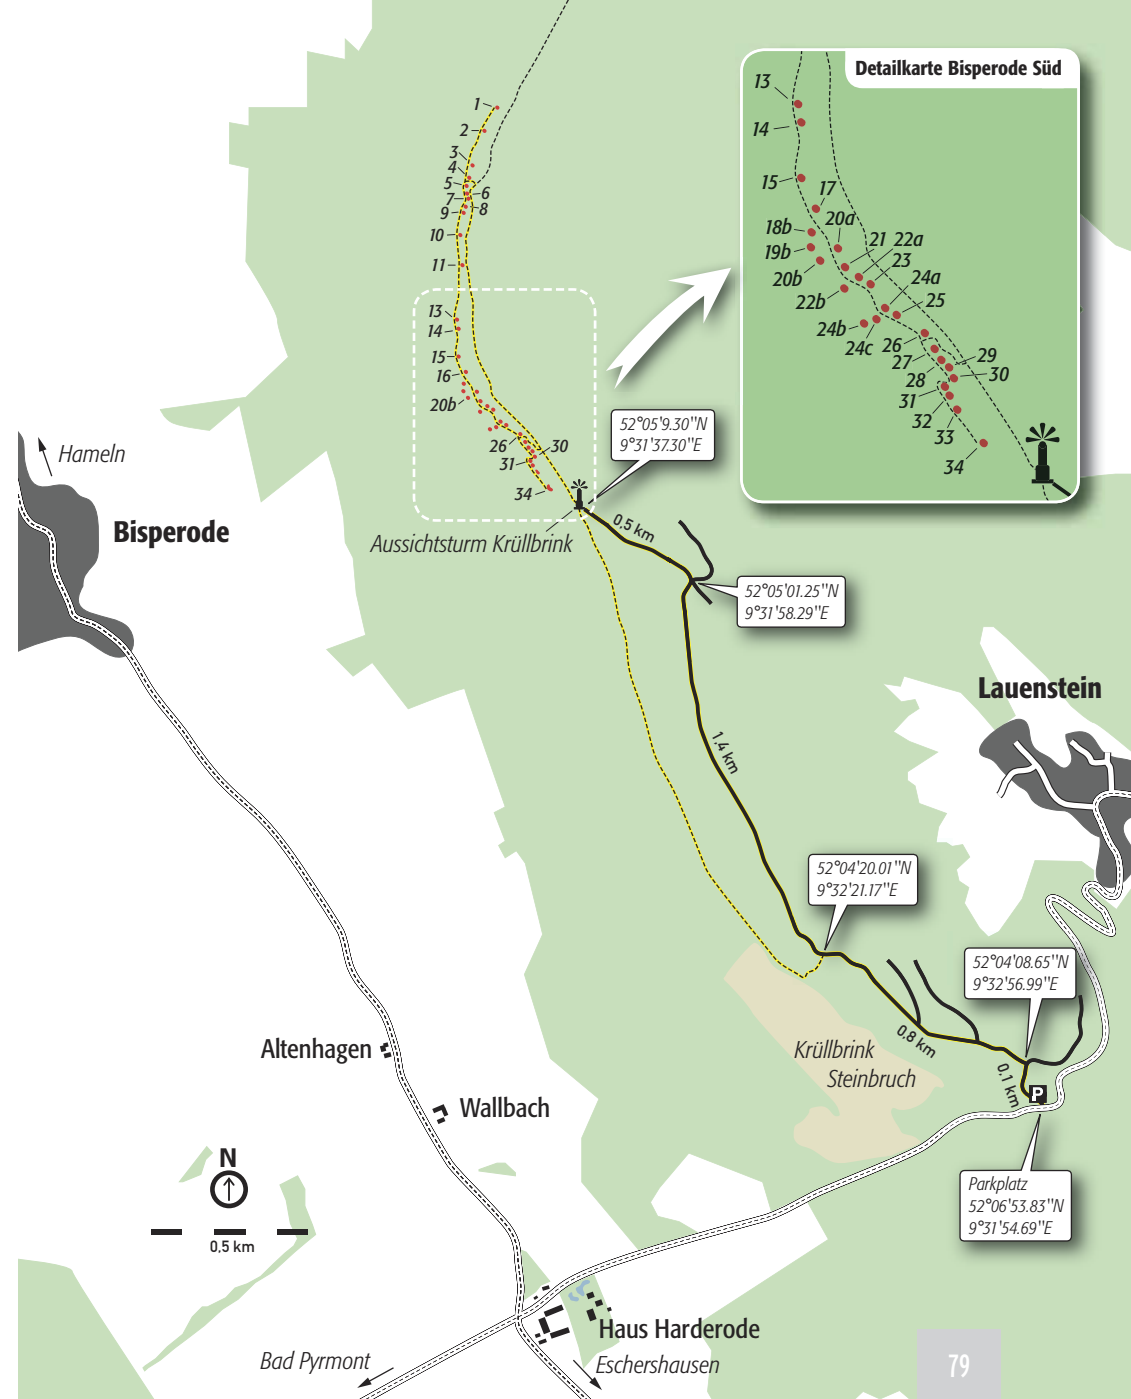 Detailkarte Bisperode Süd
13
14
15
17
18b
19b
20a
20b
21
22a
22b
23
24a
24b
24c
25
26
27
28
29
30
31
32
33
34
1
2
3
4
5
6
7
8
9
10
11
13
14
15
16
20b
26
30
31
34
52°05'9.30"N
9°31'37.30"E
Hameln
Bisperode
Aussichtsturm Krüllbrink
0,5 km
52°05'01.25"N
9°31'58.29"E
Lauenstein
1,4 km
52°04'20.01"N
9°32'21.17"E
52°04'08.65"N
9°32'56.99"E
Krüllbrink
Steinbruch
0,8 km
0,1 km
P
Altenhagen
Wallbach
N
0,5 km
Parkplatz
52°06'53.83"N
9°31'54.69"E
Haus Harderode
Bad Pyrmont
Eschershausen
79